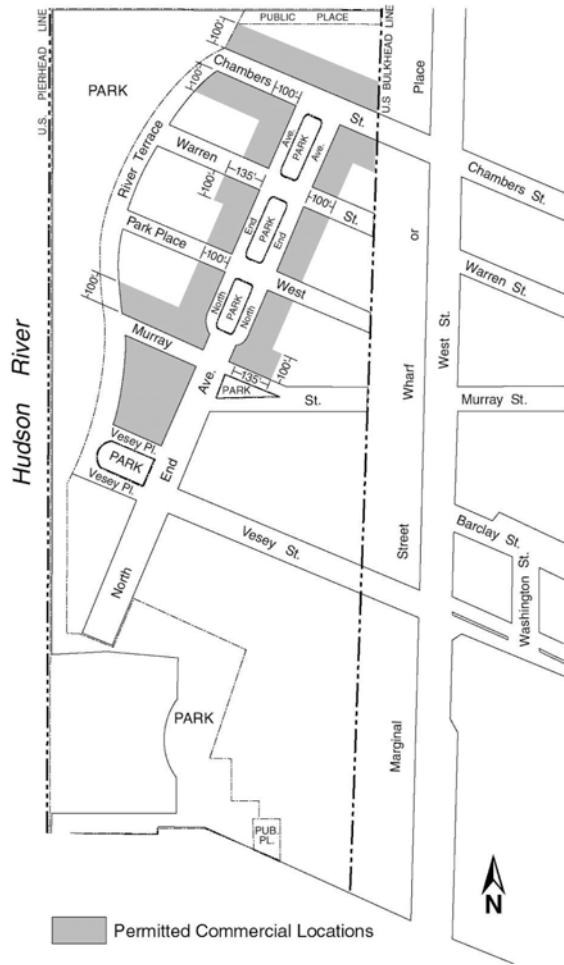 U.S. PIERHEAD LINE
PUBLIC PLACE
U.S BULKHEAD LINE
100'
PARK
Chambers
St.
100'
100'
Place
Ave.
PARK
Ave.
River Terrace
Warren
St.
135'
100'
100'
Chambers St.
End
PARK
End
Park Place
100'
West
or
Warren St.
100'
North
PARK
North
Hudson River
Murray
St.
Ave.
135'
100'
PARK
Wharf
West St.
Murray St.
Vesey Pl.
PARK
Vesey Pl.
End
North
Vesey St.
Street
Barclay St.
Washington St.
PARK
Marginal
PUB.
PL.
N
Permitted Commercial Locations